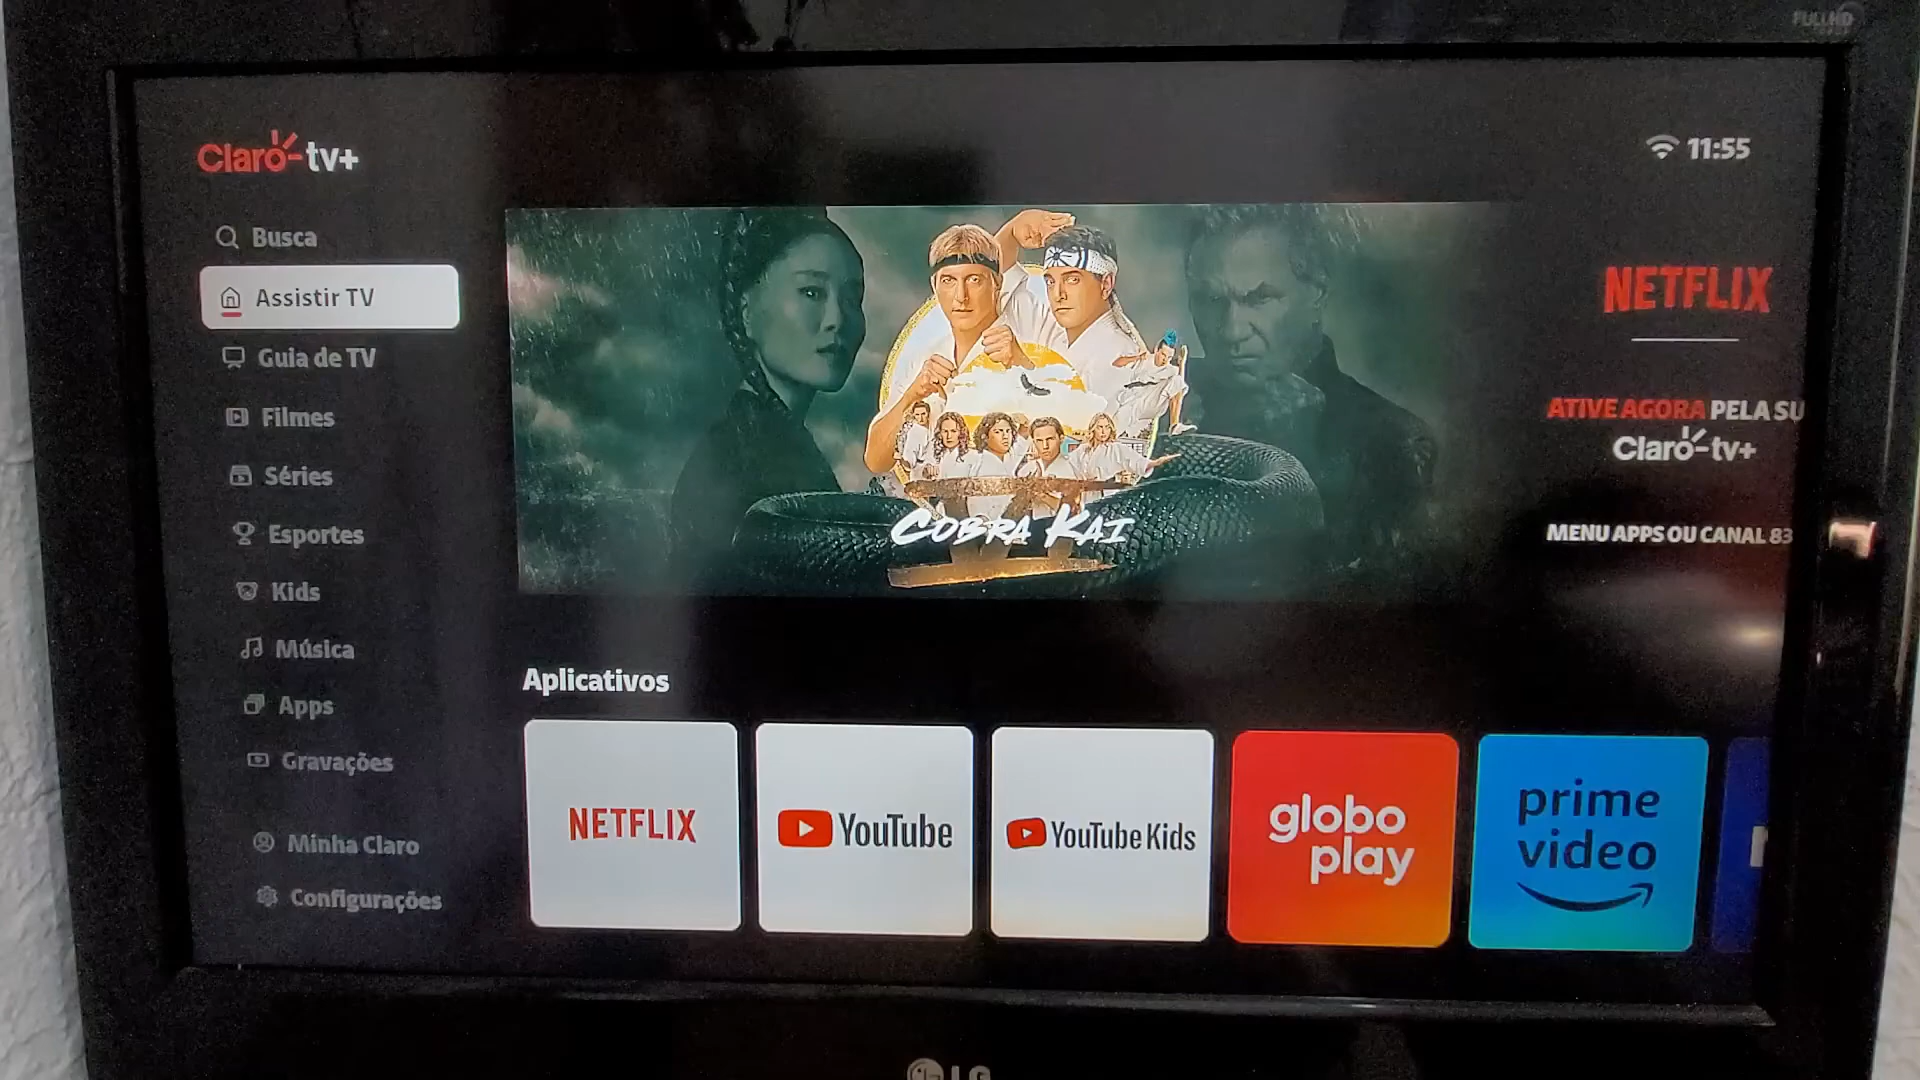 FULL HD
Claro-tv+
11:55
Busca
Assistir TV
Guia de TV
Filmes
Séries
Esportes
Kids
Música
Apps
Gravações
Minha Claro
Configurações
COBRA KAI
NETFLIX
ATIVE AGORA PELA SU
Claro-tv+
MENU APPS OU CANAL 83
Aplicativos
NETFLIX
YouTube
YouTube Kids
globo
play
prime
video
LG